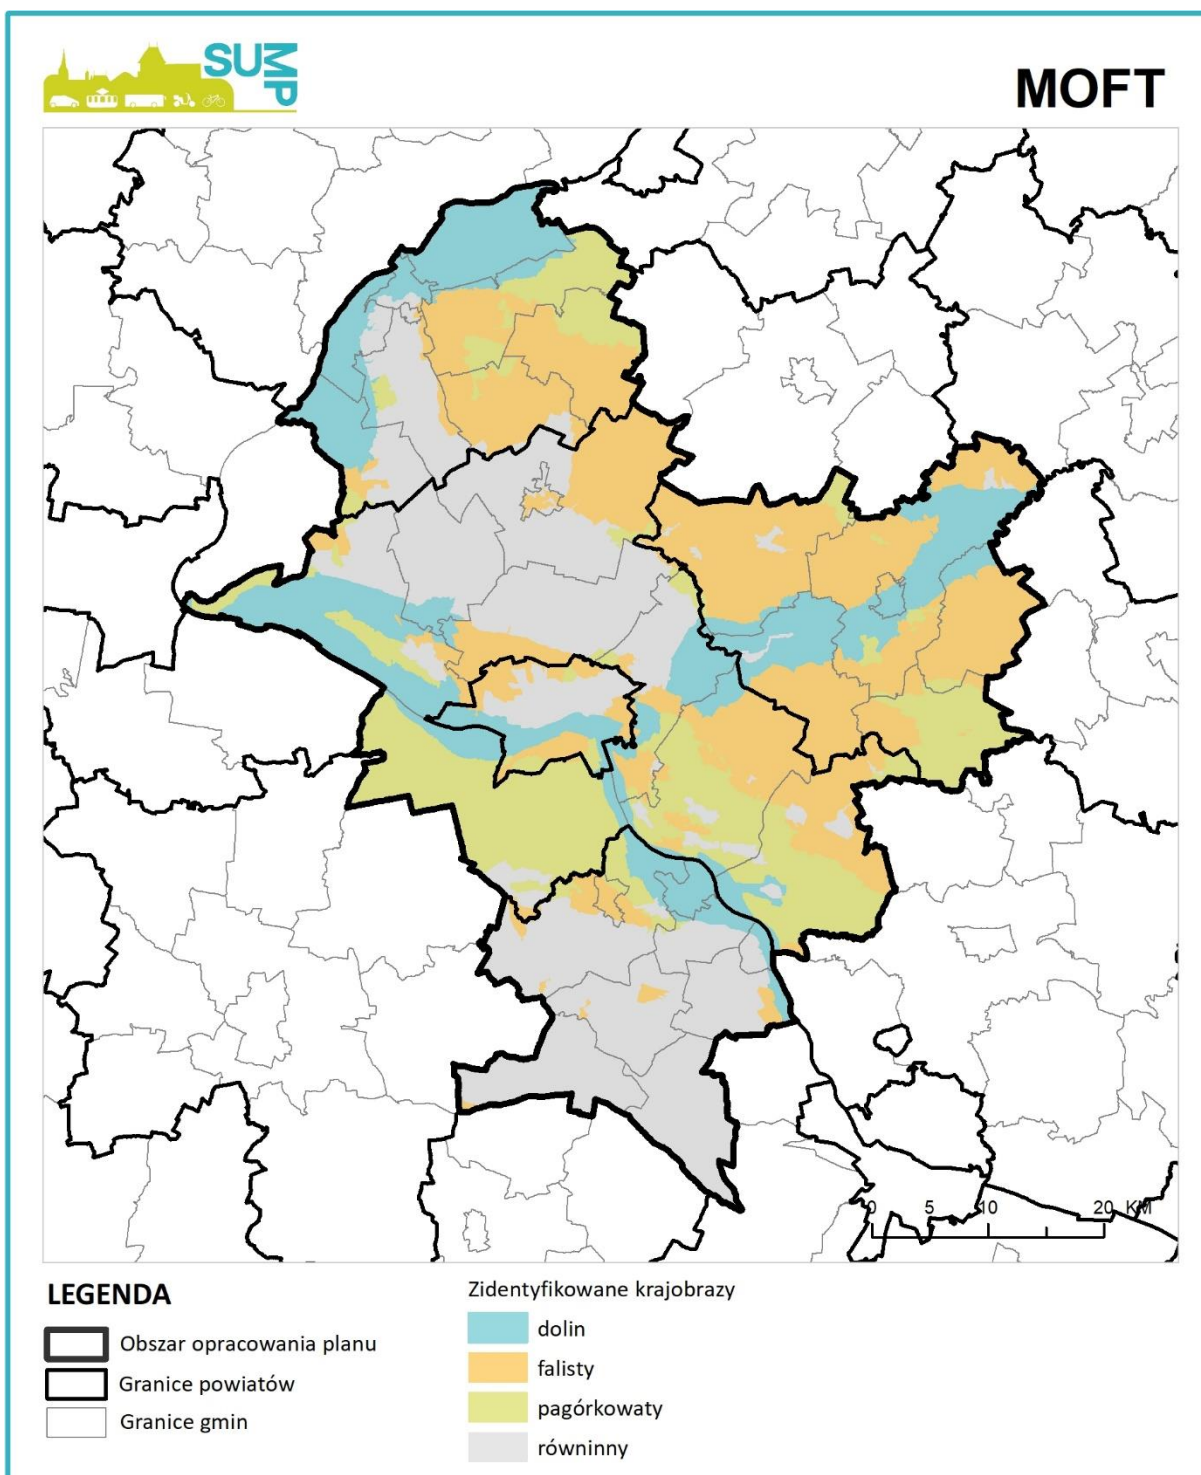 SUMP
MOFT
0 5 10 20 KM
LEGENDA
Obszar opracowania planu
Granice powiatów
Granice gmin
Zidentyfikowane krajobrazy
dolin
falisty
pagórkowaty
równinny